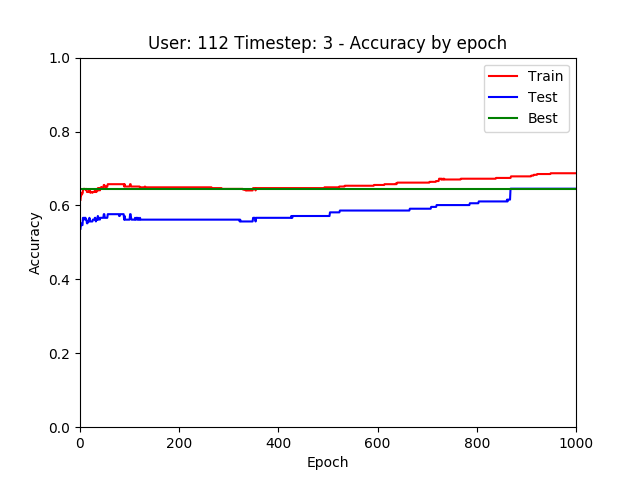 User: 112 Timestep: 3 - Accuracy by epoch
1.0
0.8
0.6
0.4
0.2
0.0
Accuracy
Train
Test
Best
0 200 400 600 800 1000
Epoch